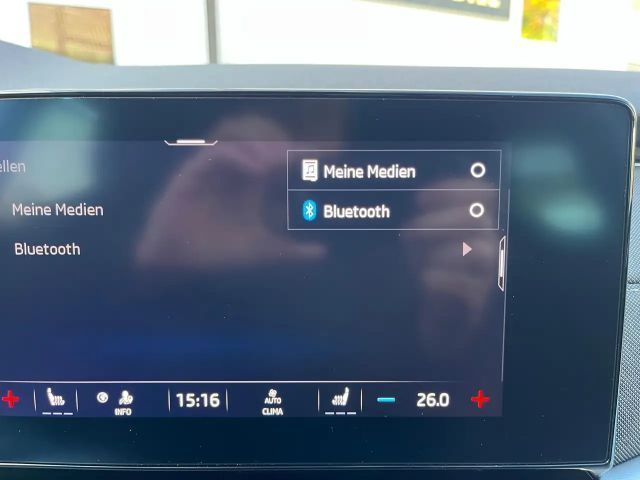 ellen
Meine Medien
Bluetooth
Meine Medien
Bluetooth
INFO
15:16
AUTO
CLIMA
26.0